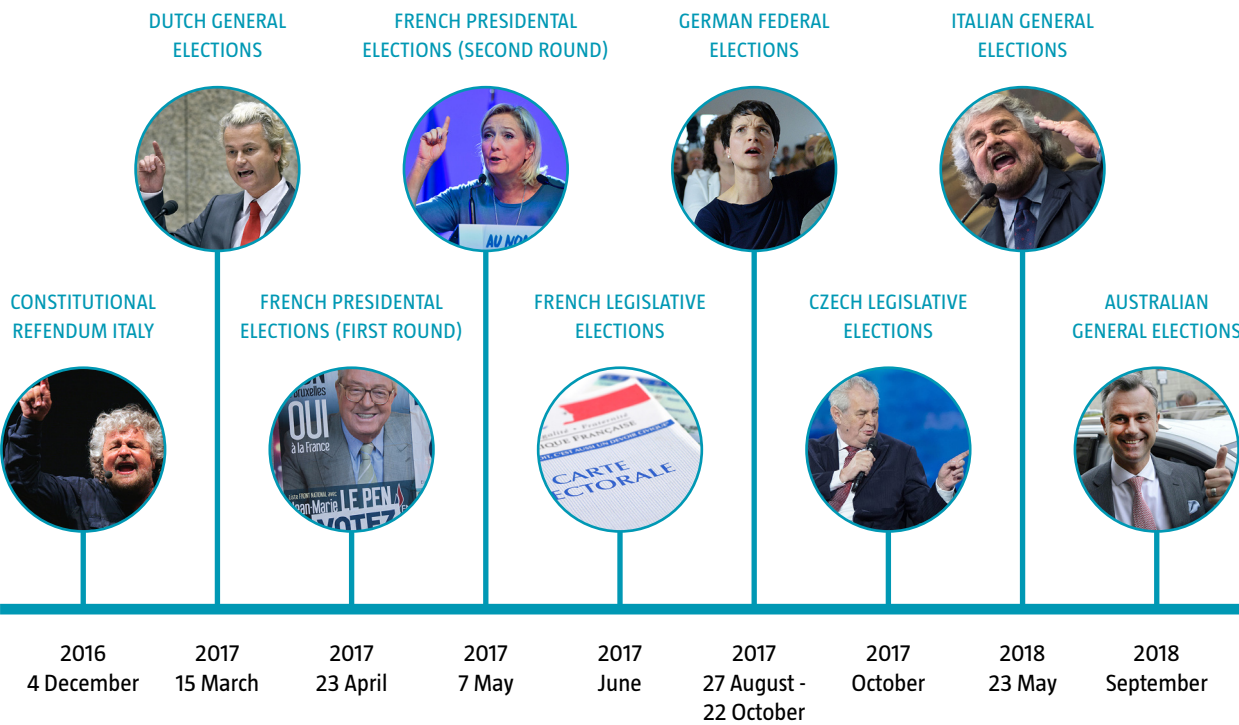 DUTCH GENERAL
ELECTIONS
FRENCH PRESIDENTAL
ELECTIONS (SECOND ROUND)
GERMAN FEDERAL
ELECTIONS
ITALIAN GENERAL
ELECTIONS
AU NOM
CONSTITUTIONAL
REFENDUM ITALY
FRENCH PRESIDENTAL
ELECTIONS (FIRST ROUND)
FRENCH LEGISLATIVE
ELECTIONS
CZECH LEGISLATIVE
ELECTIONS
AUSTRALIAN
GENERAL ELECTIONS
OUI
à la France
LE PEN
VOTEZ
CARTE
2016
4 December
2017
15 March
2017
23 April
2017
7 May
2017
June
2017
27 August -
22 October
2017
October
2018
23 May
2018
September